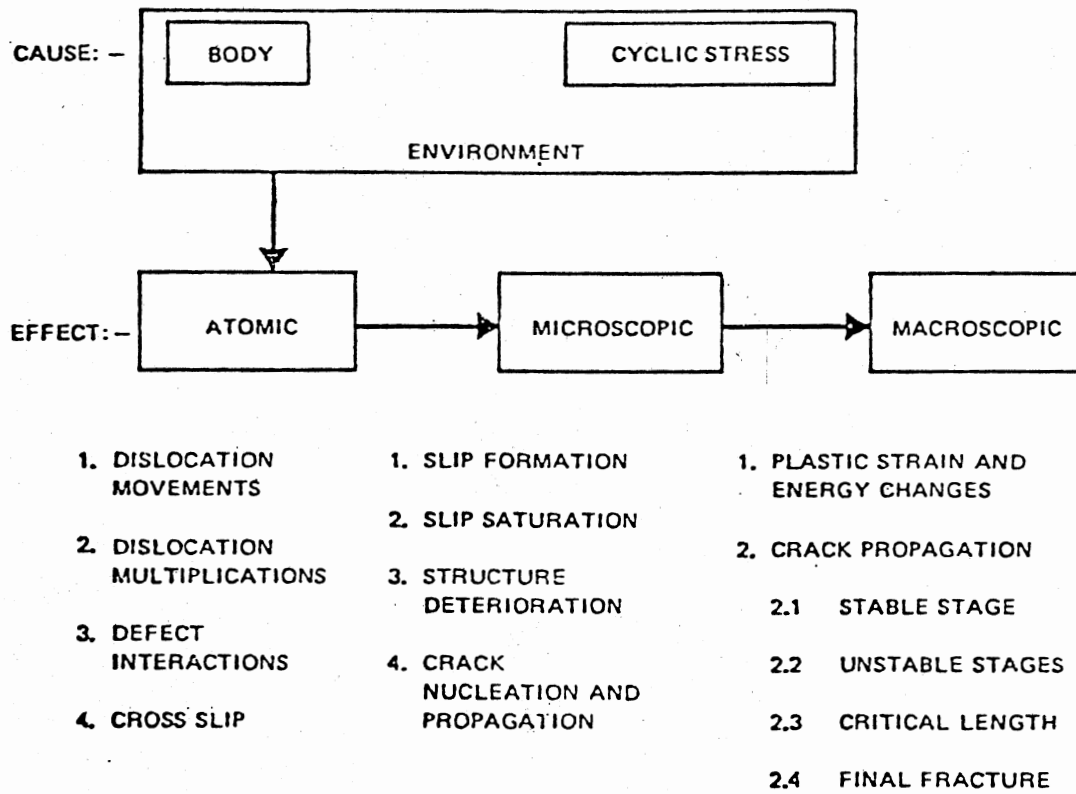 CAUSE: –
BODY
CYCLIC STRESS
ENVIRONMENT
EFFECT: –
ATOMIC
MICROSCOPIC
MACROSCOPIC
1. DISLOCATION
MOVEMENTS
2. DISLOCATION
MULTIPLICATIONS
3. DEFECT
INTERACTIONS
4. CROSS SLIP
1. SLIP FORMATION
2. SLIP SATURATION
3. STRUCTURE
DETERIORATION
4. CRACK
NUCLEATION AND
PROPAGATION
1. PLASTIC STRAIN AND
ENERGY CHANGES
2. CRACK PROPAGATION
2.1 STABLE STAGE
2.2 UNSTABLE STAGES
2.3 CRITICAL LENGTH
2.4 FINAL FRACTURE